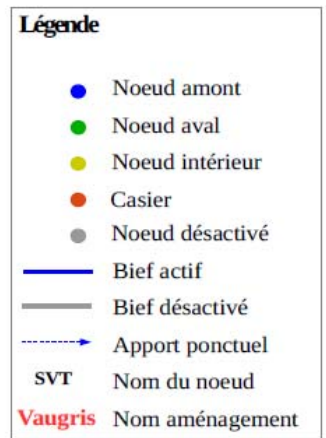 Légende
Noeud amont
Noeud aval
Noeud intérieur
Casier
Noeud désactivé
Bief actif
Bief désactivé
Apport ponctuel
SVT Nom du noeud
Vaugris Nom aménagement